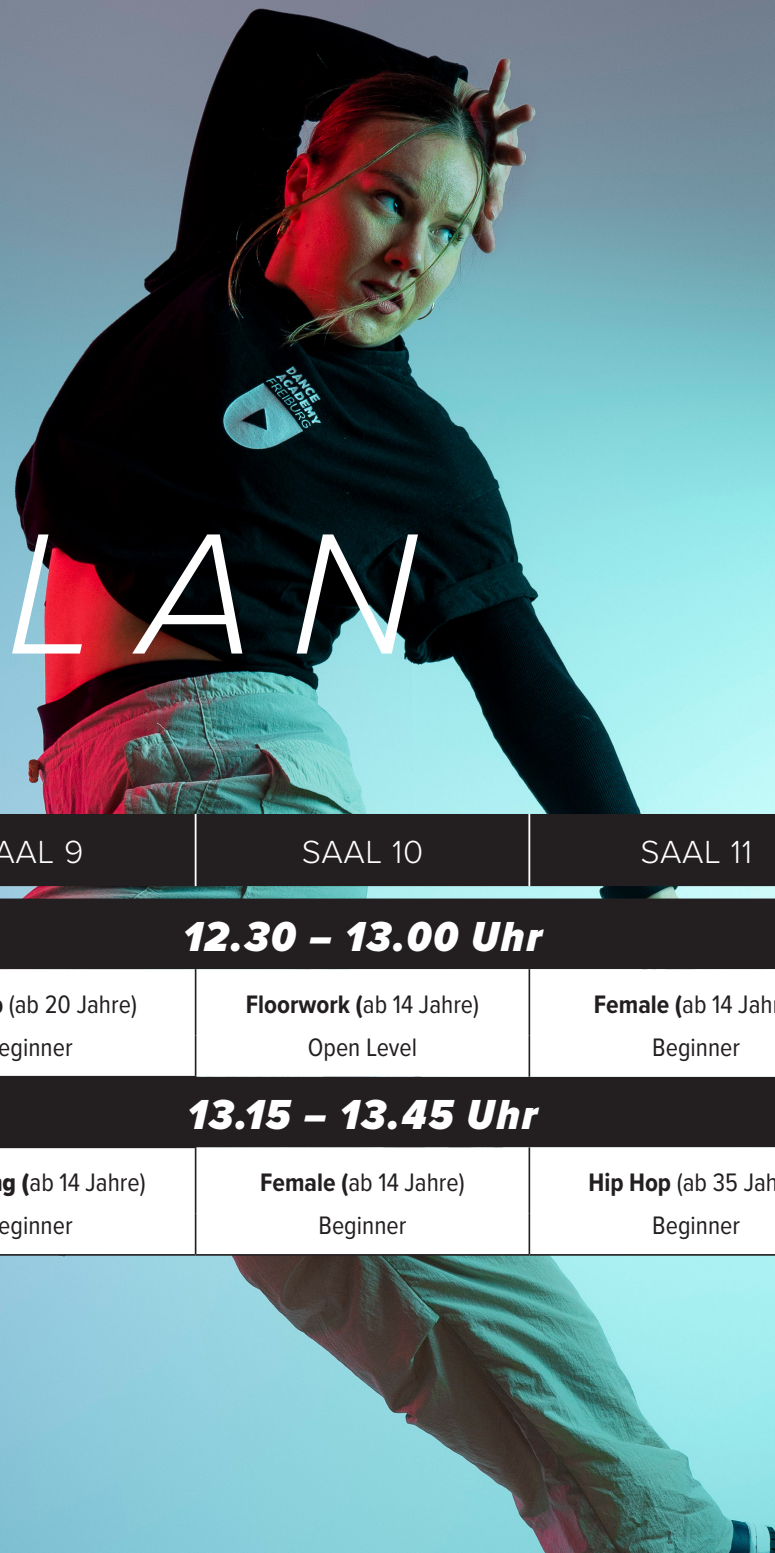 DANCE
ACADEMY
FREIBURG
LAN
AAL 9 SAAL 10 SAAL 11
12.30 – 13.00 Uhr
(ab 20 Jahre) Floorwork (ab 14 Jahre) Female (ab 14 Jahr
eginner Open Level Beginner
13.15 – 13.45 Uhr
g (ab 14 Jahre) Female (ab 14 Jahre) Hip Hop (ab 35 Jah
eginner Beginner Beginner